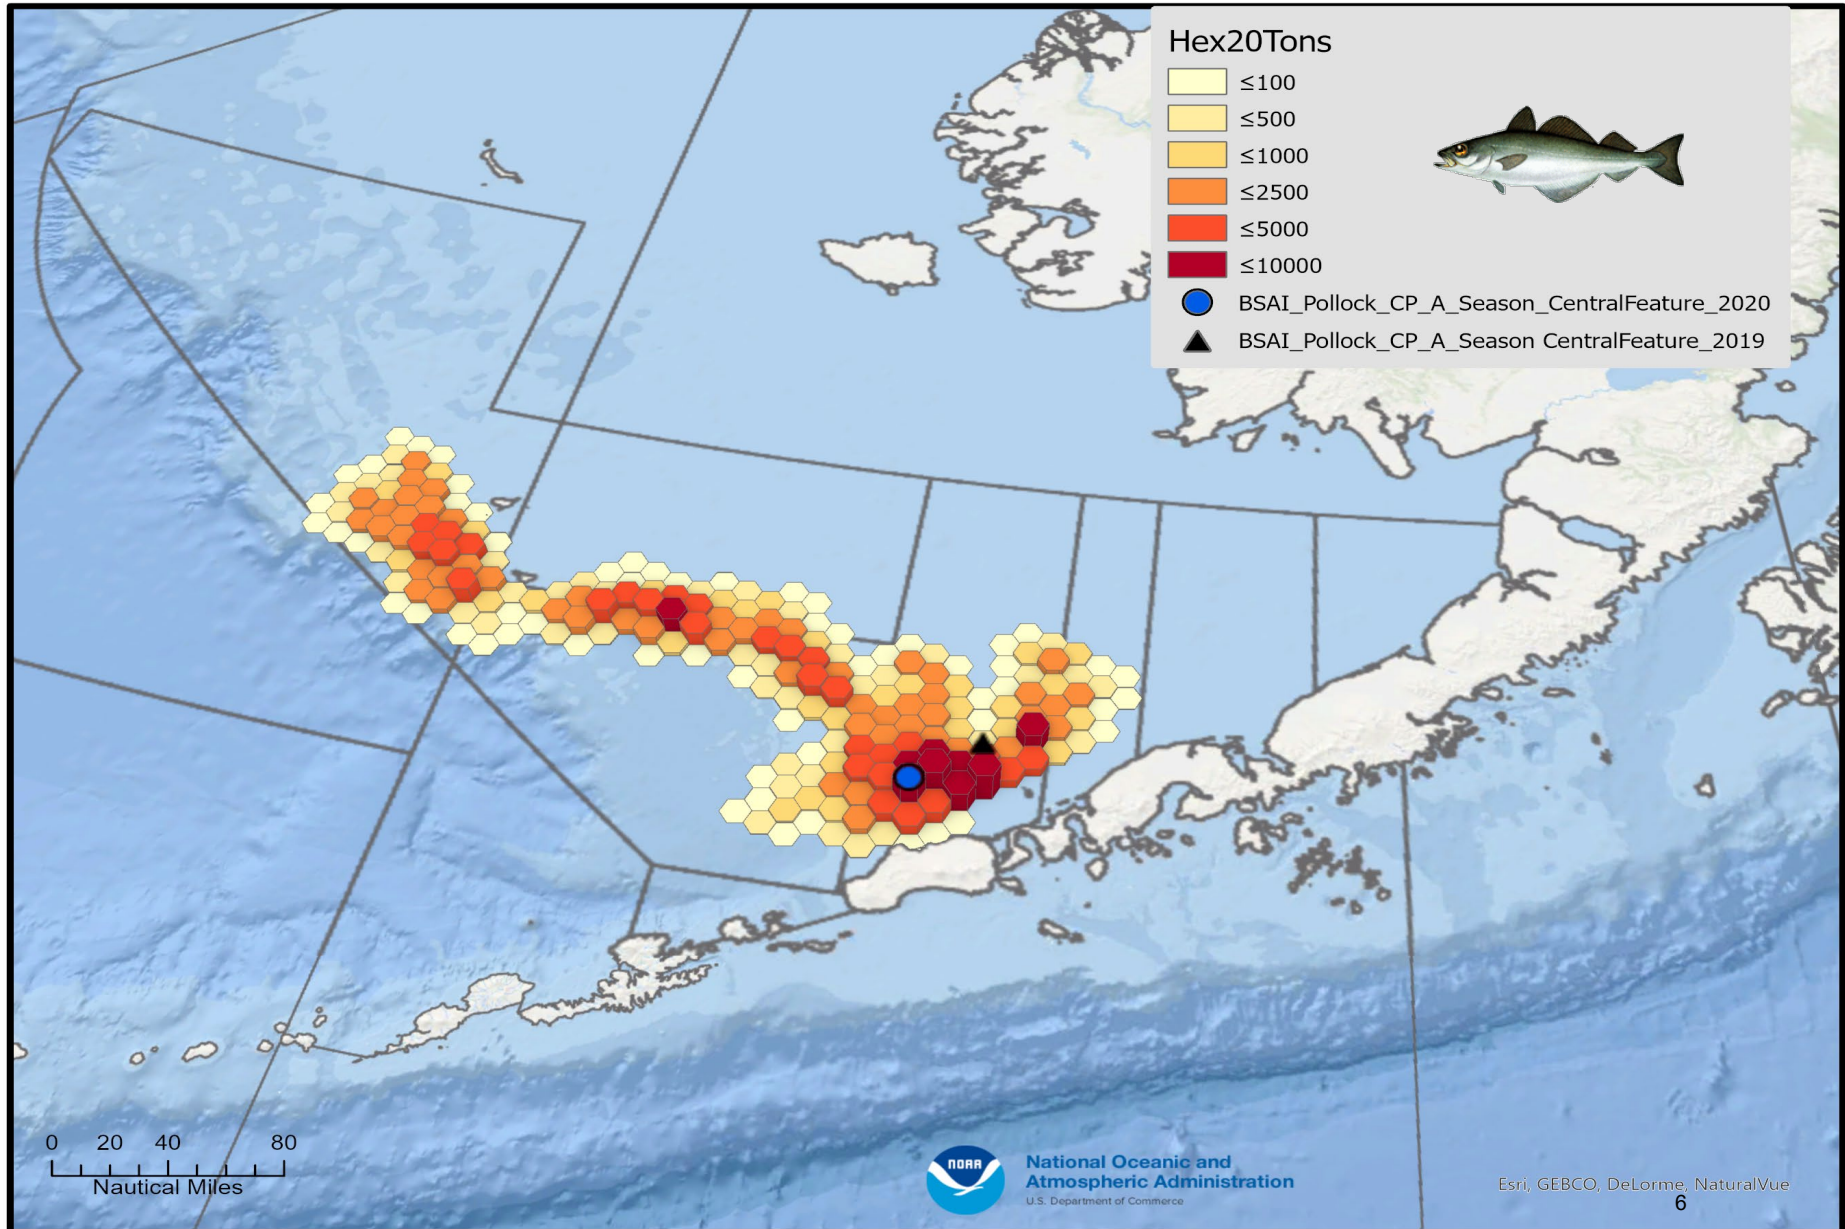 Hex20Tons
≤100
≤500
≤1000
≤2500
≤5000
≤10000
BSAI_Pollock_CP_A_Season_CentralFeature_2020
BSAI_Pollock_CP_A_Season CentralFeature_2019
0 20 40 80
Nautical Miles
NOAA
National Oceanic and
Atmospheric Administration
U.S. Department of Commerce
Esri, GEBCO, DeLorme, NaturalVue
6